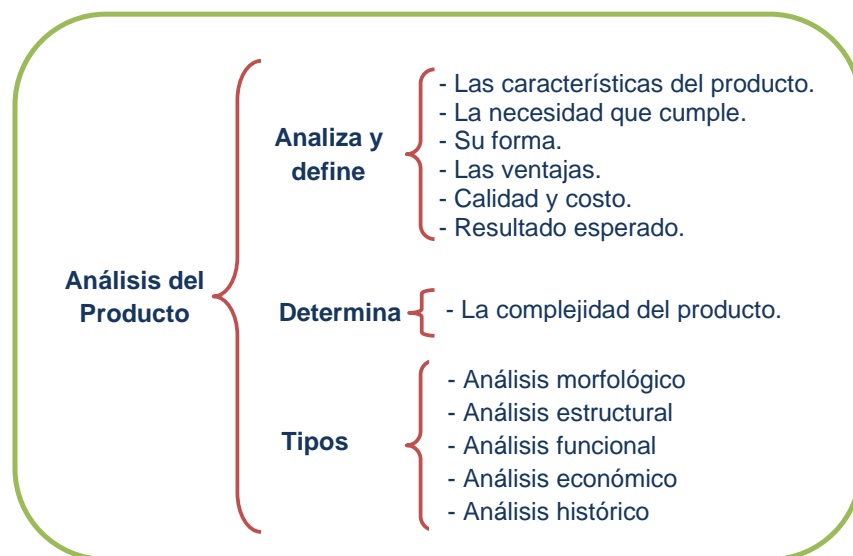 Análisis del
Producto
Analiza y
define
- Las características del producto.
- La necesidad que cumple.
- Su forma.
- Las ventajas.
- Calidad y costo.
- Resultado esperado.
Determina
- La complejidad del producto.
Tipos
- Análisis morfológico
- Análisis estructural
- Análisis funcional
- Análisis económico
- Análisis histórico